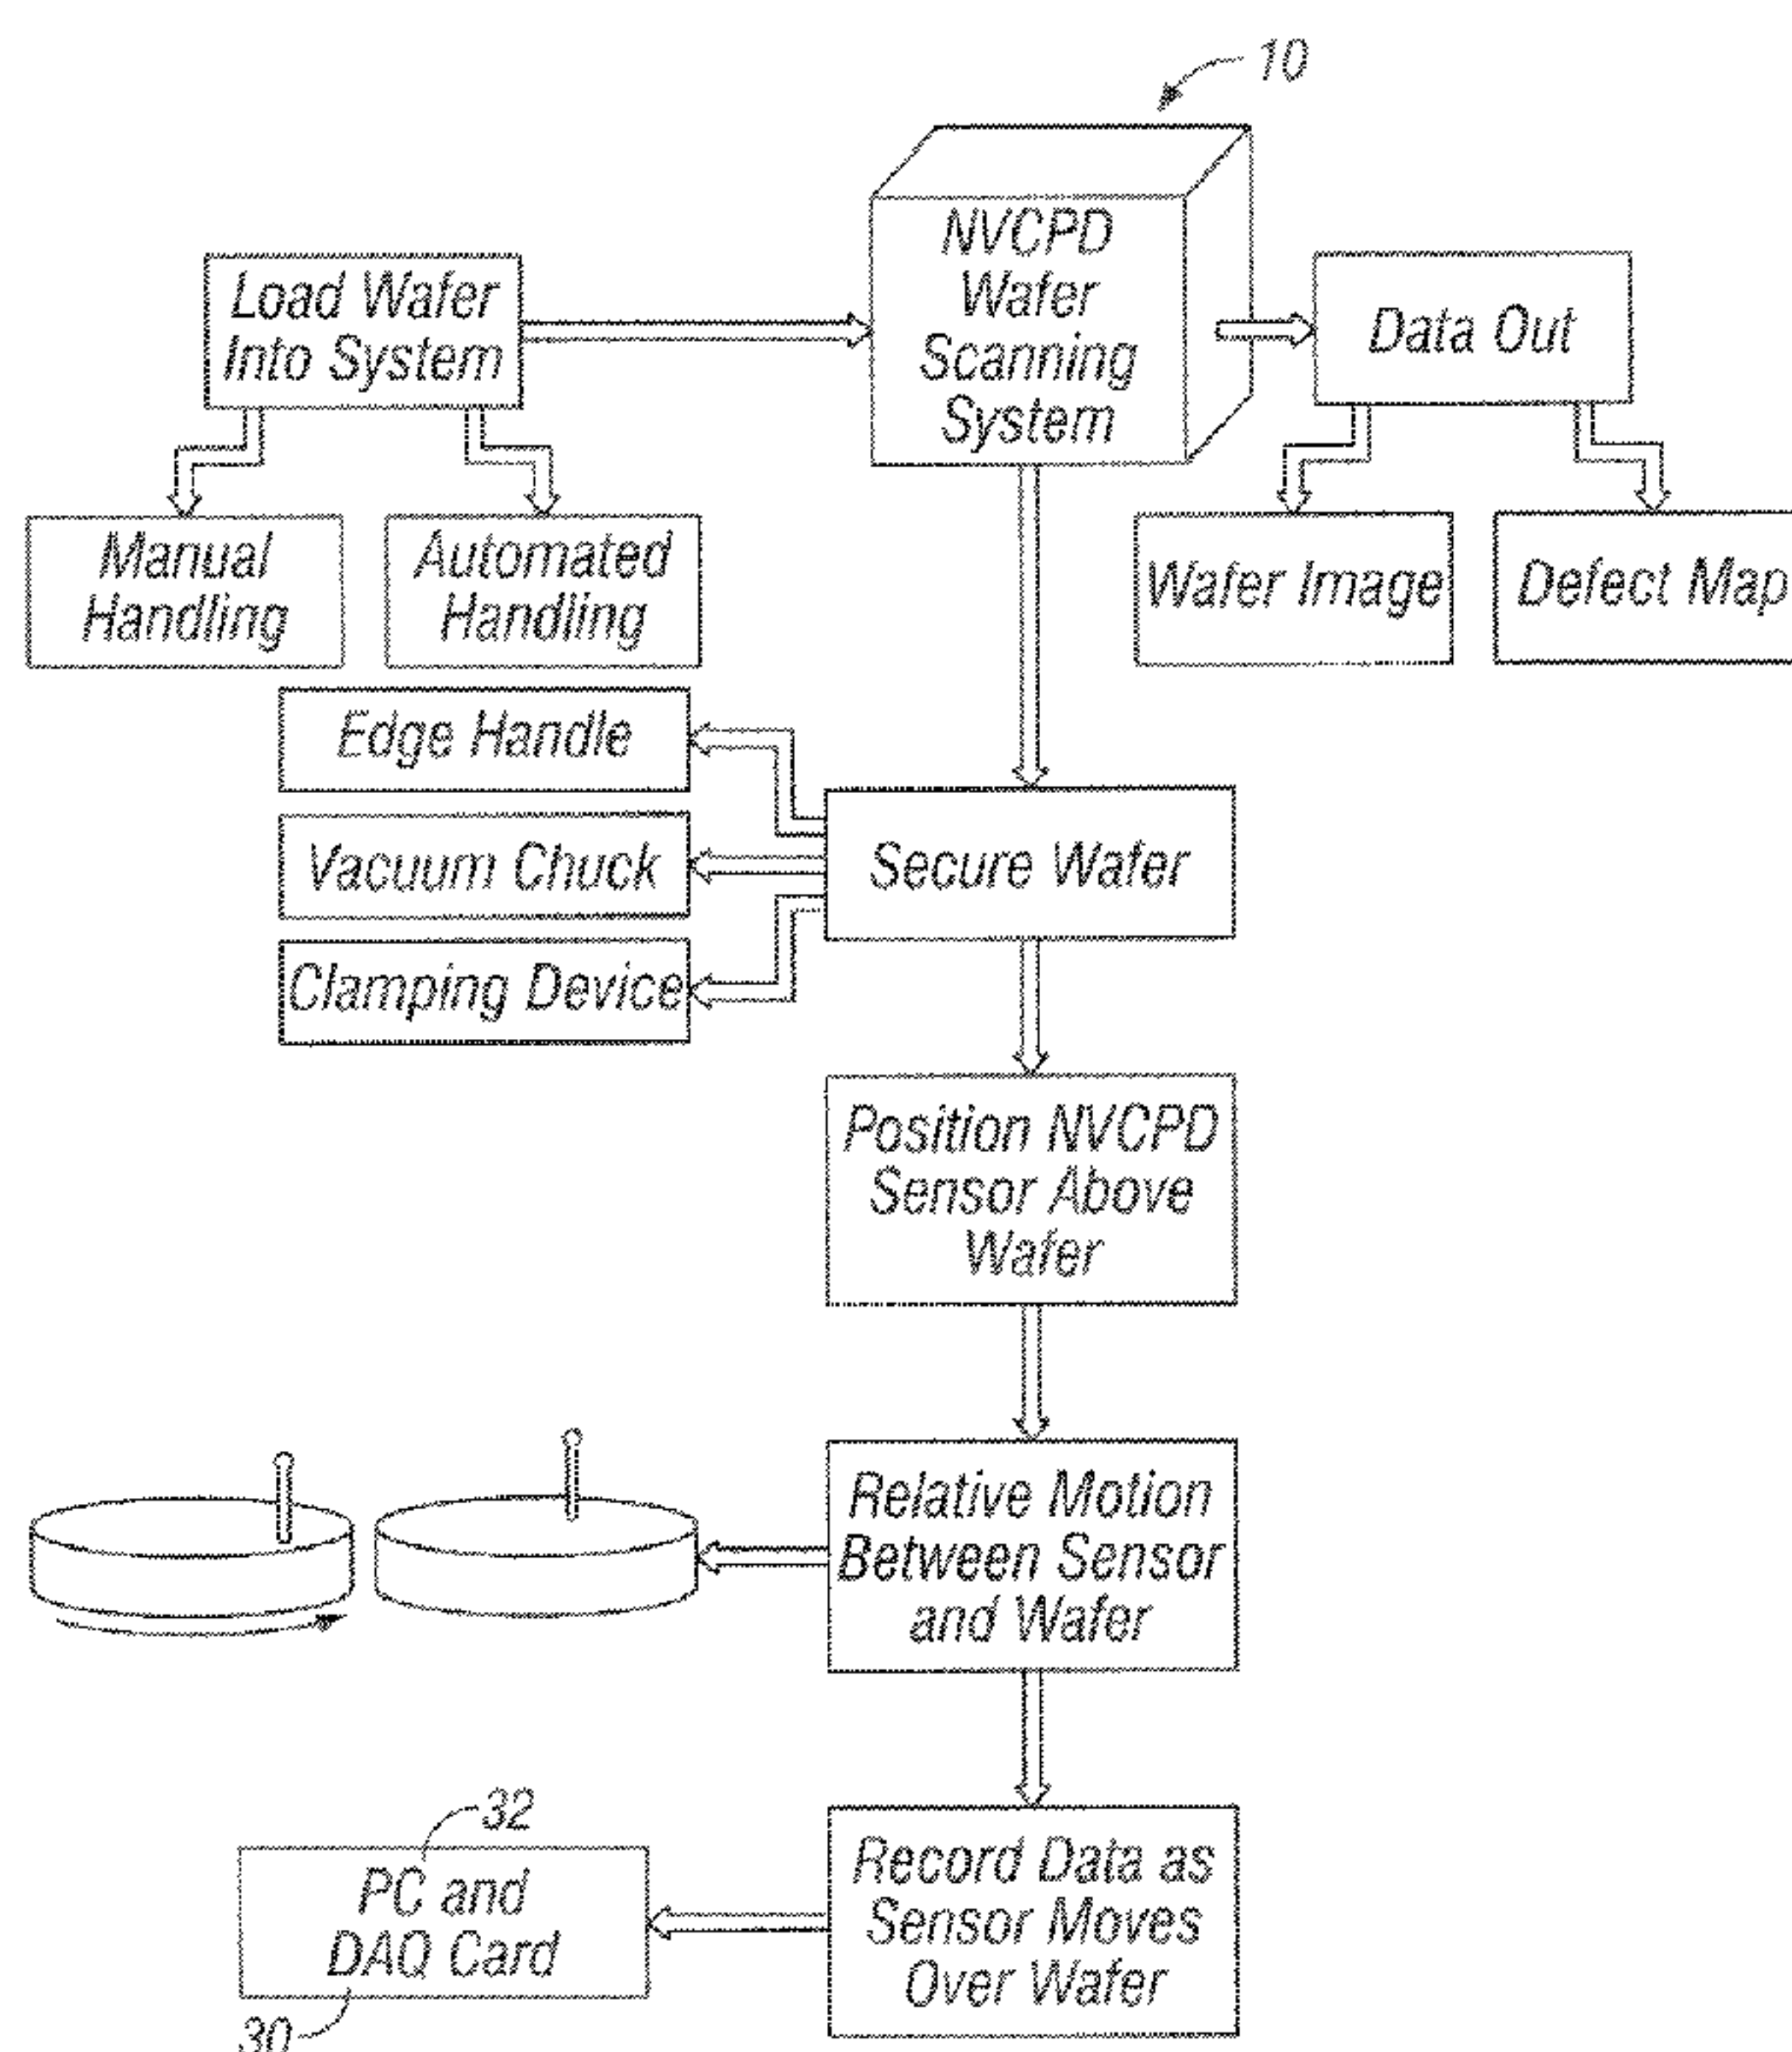 10
NVCPD
Wafer
Scanning
System
Load Wafer
Into System
Data Out
Manual
Handling
Automated
Handling
Wafer Image
Defect Map
Edge Handle
Vacuum Chuck
Clamping Device
Secure Wafer
Position NVCPD
Sensor Above
Wafer
Relative Motion
Between Sensor
and Wafer
32
PC and
DAQ Card
30
Record Data as
Sensor Moves
Over Wafer